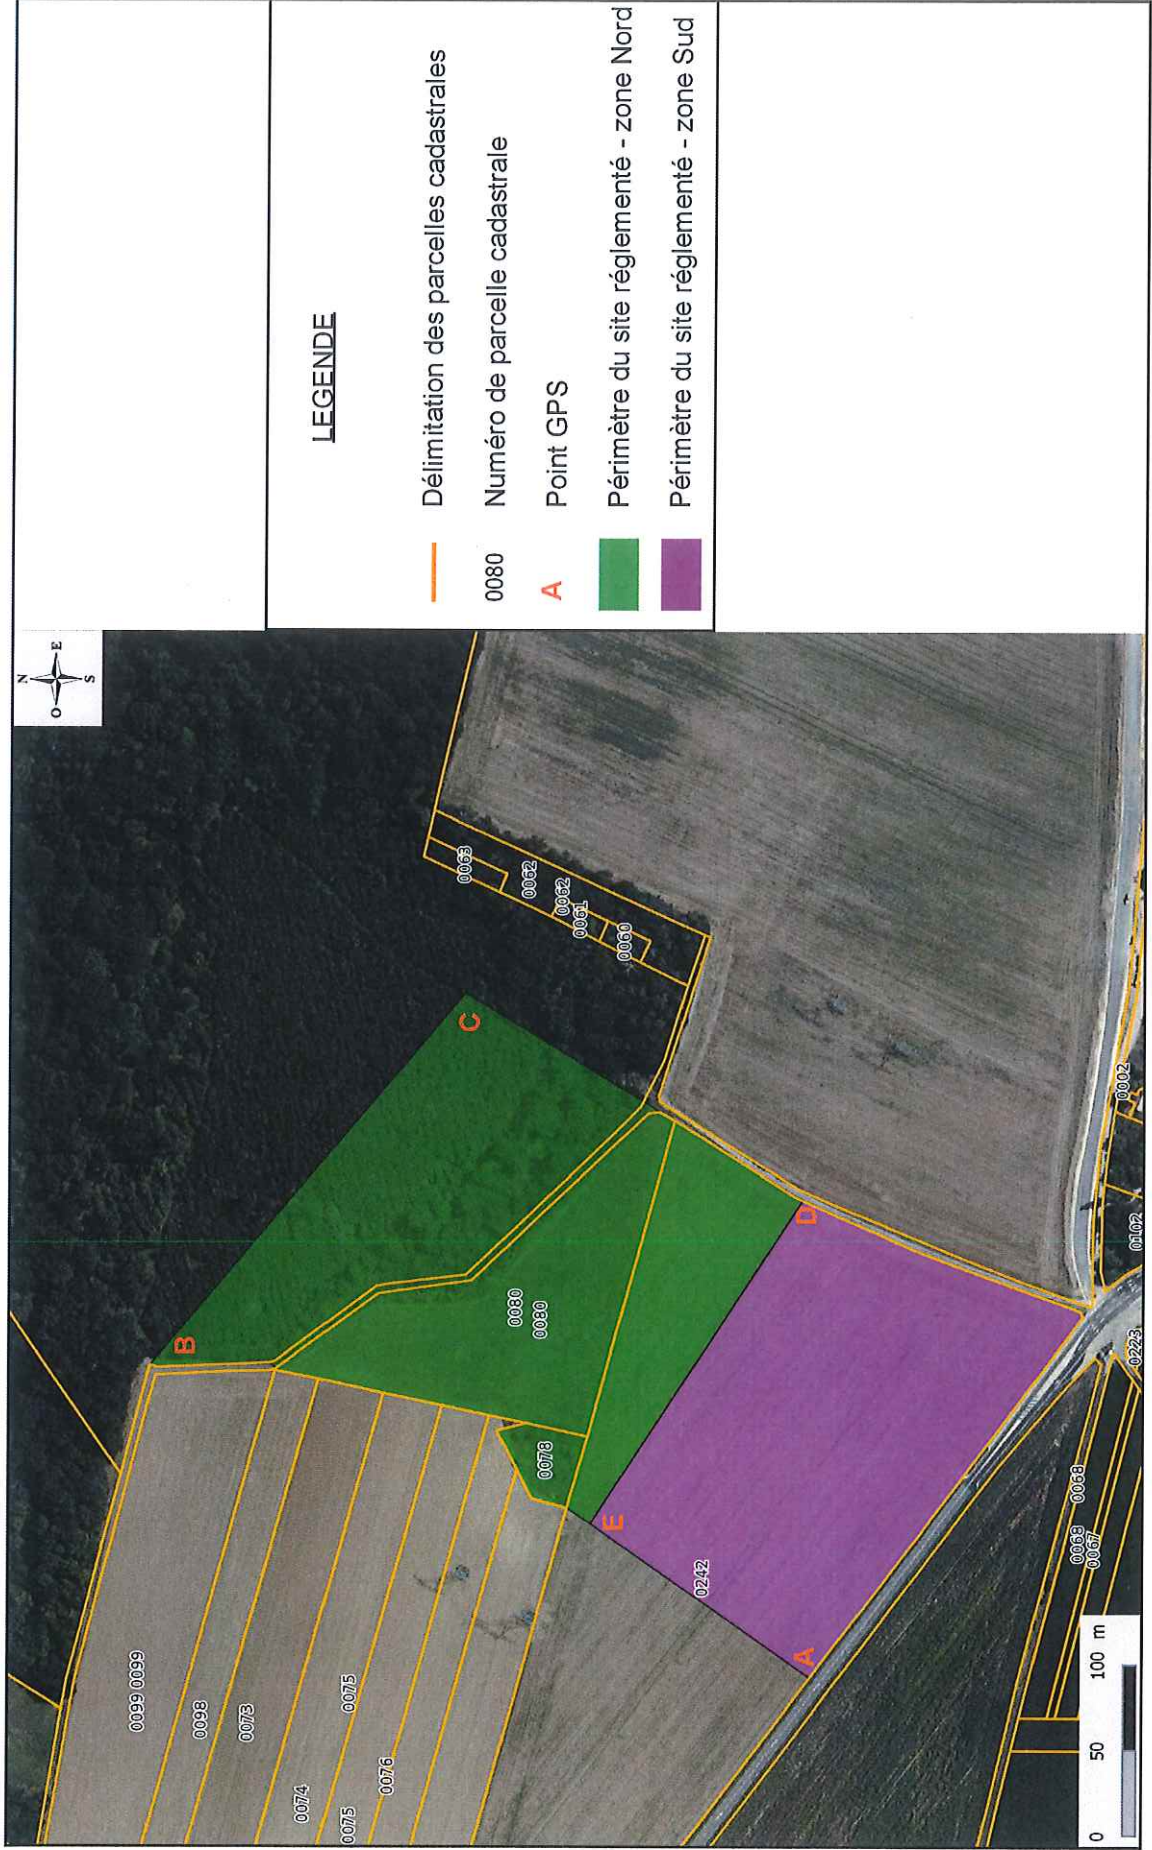 N
O E
S
LEGENDE
Délimitation des parcelles cadastrales
0080 Numéro de parcelle cadastrale
A Point GPS
Périmètre du site réglementé - zone Nord
Périmètre du site réglementé - zone Sud
B
C
D
E
A
0099 0099
0098
0073
0074
0075
0075
0076
0078
0080
0080
0063
0062
0062
0061
0060
0242
0002
0102
0223
0068
0068
0067
0 50 100 m